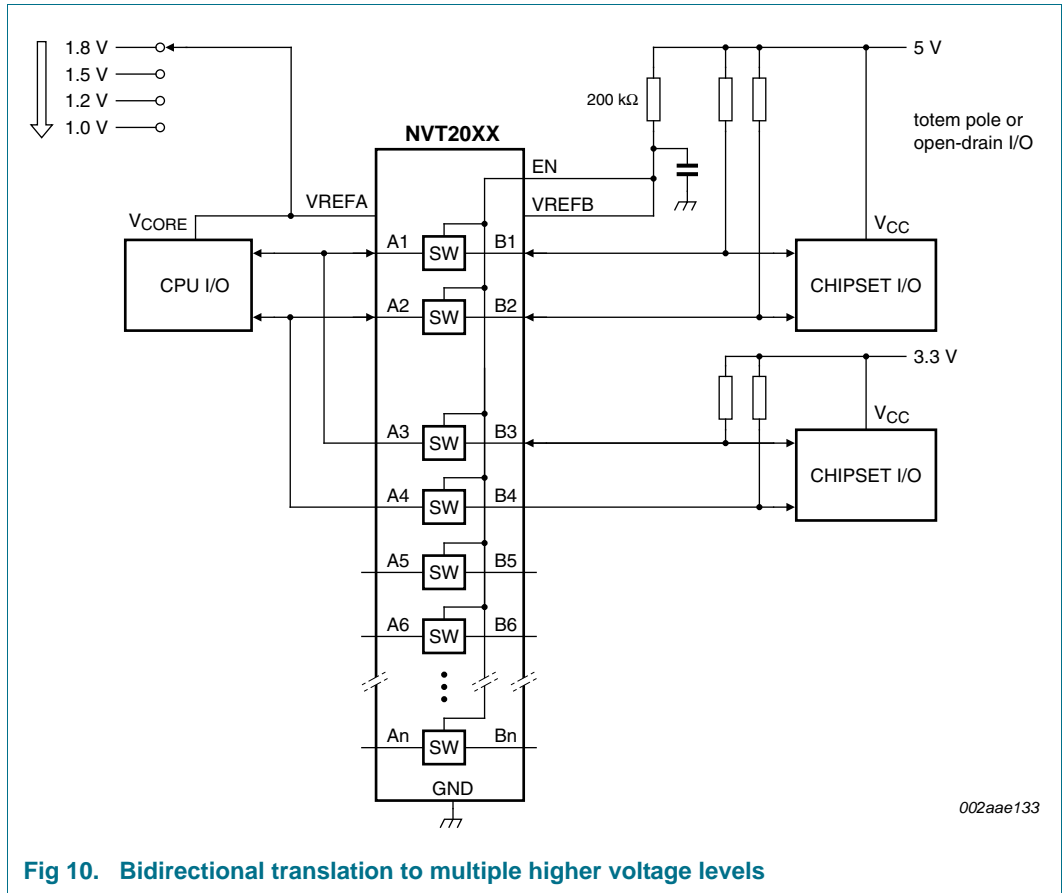 1.8 V
1.5 V
1.2 V
1.0 V
5 V
200 kΩ
totem pole or
open-drain I/O
NVT20XX
EN
VREFA
VREFB
VCORE
VCC
A1
SW
B1
CPU I/O
CHIPSET I/O
A2
SW
B2
3.3 V
VCC
A3
SW
B3
CHIPSET I/O
A4
SW
B4
A5
SW
B5
A6
SW
B6
An
SW
Bn
GND
002aae133
Fig 10. Bidirectional translation to multiple higher voltage levels